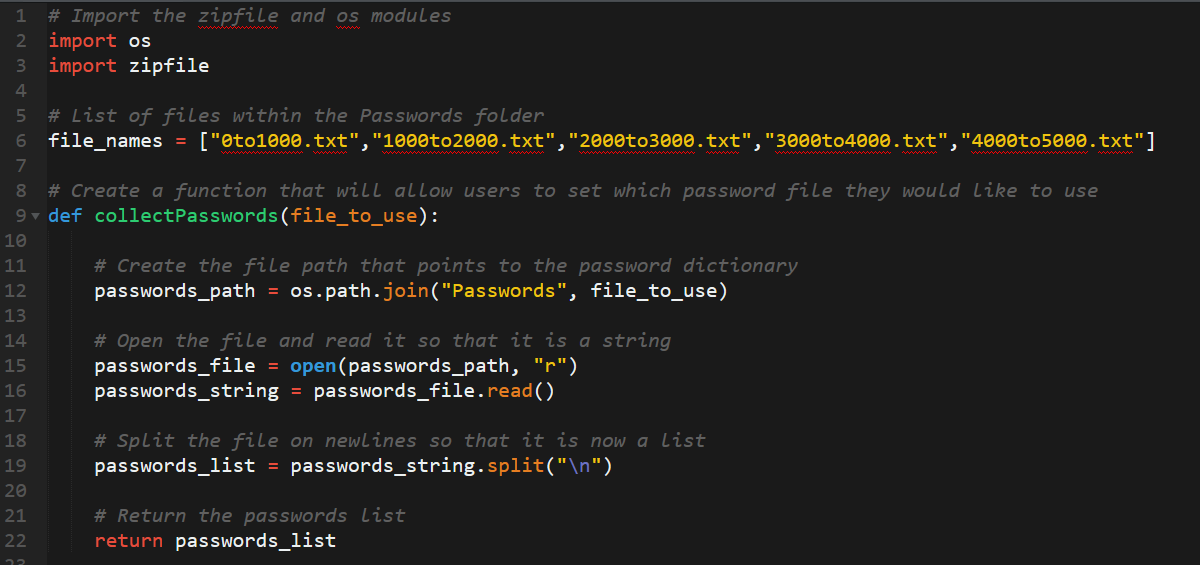 1 # Import the zipfile and os modules
2 import os
3 import zipfile
4
5 # List of files within the Passwords folder
6 file_names = ["0to1000.txt","1000to2000.txt","2000to3000.txt","3000to4000.txt","4000to5000.txt"]
7
8 # Create a function that will allow users to set which password file they would like to use
9 def collectPasswords(file_to_use):
10
11     # Create the file path that points to the password dictionary
12     passwords_path = os.path.join("Passwords", file_to_use)
13
14     # Open the file and read it so that it is a string
15     passwords_file = open(passwords_path, "r")
16     passwords_string = passwords_file.read()
17
18     # Split the file on newlines so that it is now a list
19     passwords_list = passwords_string.split("\n")
20
21     # Return the passwords list
22     return passwords_list
23